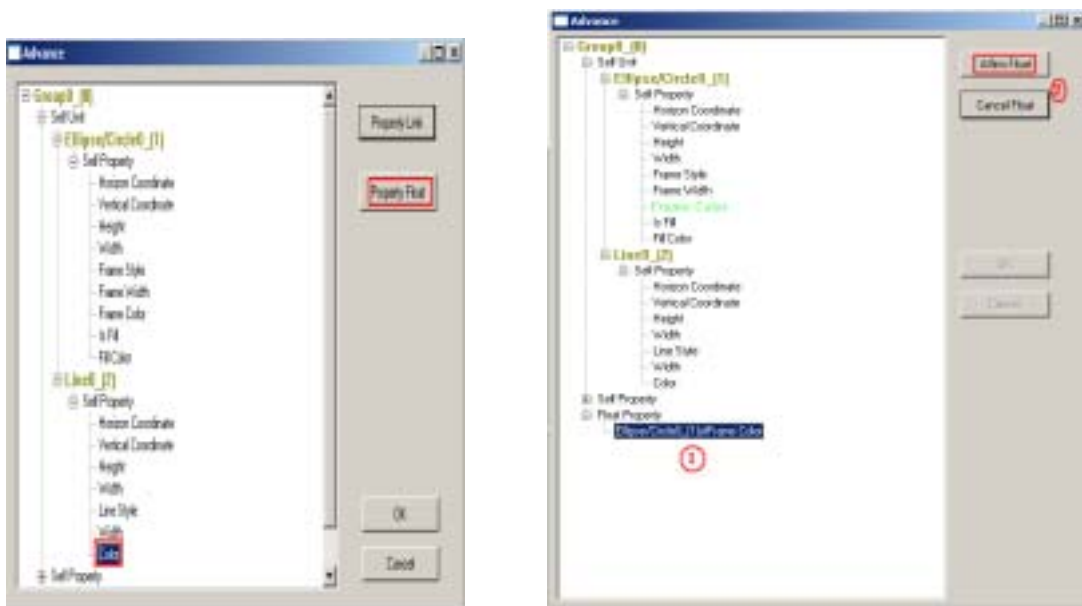 Advance
Group0_(0)
Self Unit
Ellipse/Circle0_(1)
Self Property
Horizon Coordinate
Vertical Coordinate
Height
Width
Frame Style
Frame Width
Frame Color
Is Fill
Fill Color
Line0_(2)
Self Property
Horizon Coordinate
Vertical Coordinate
Height
Width
Line Style
Width
Color
Self Property
Property Link
Property Float
OK
Cancel
Advance
Group0_(0)
Self Unit
Ellipse/Circle0_(1)
Self Property
Horizon Coordinate
Vertical Coordinate
Height
Width
Frame Style
Frame Width
Frame Color
Is Fill
Fill Color
Line0_(2)
Self Property
Horizon Coordinate
Vertical Coordinate
Height
Width
Line Style
Width
Color
Self Property
Float Property
Ellipse/Circle0_(1)\#Frame Color
Float
Cancel Float
OK
Cancel